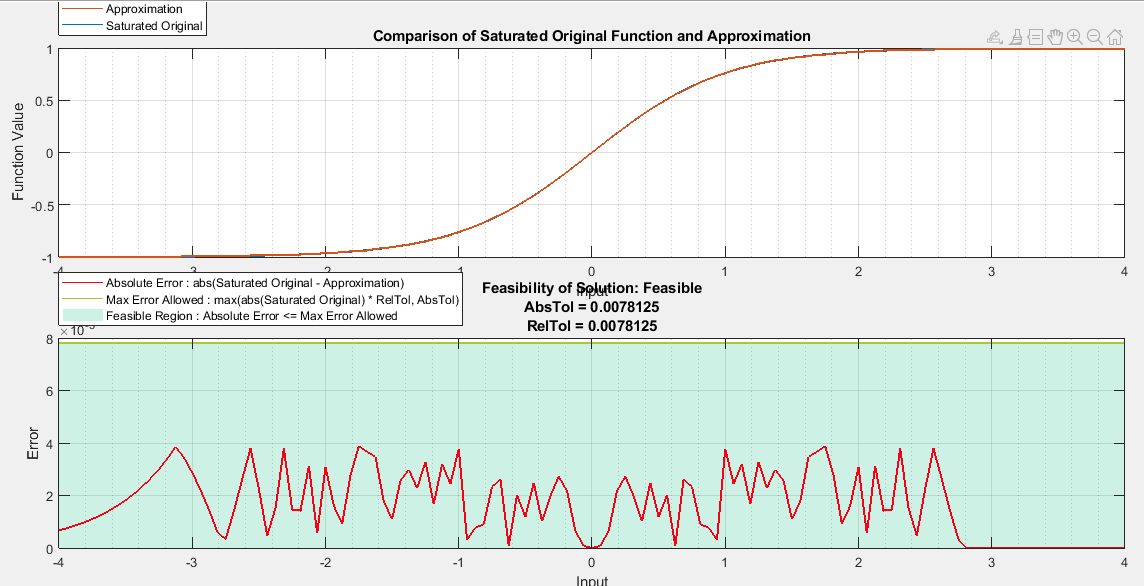 Approximation
Saturated Original
Comparison of Saturated Original Function and Approximation
Function Value
1
0.5
0
-0.5
-1
-4 -3 -2 -1 0 1 2 3 4
Input
Absolute Error : abs(Saturated Original - Approximation)
Max Error Allowed : max(abs(Saturated Original) * RelTol, AbsTol)
Feasible Region : Absolute Error <= Max Error Allowed
Feasibility of Solution: Feasible
AbsTol = 0.0078125
RelTol = 0.0078125
×10⁻³
Error
8
6
4
2
0
-4 -3 -2 -1 0 1 2 3 4
Input